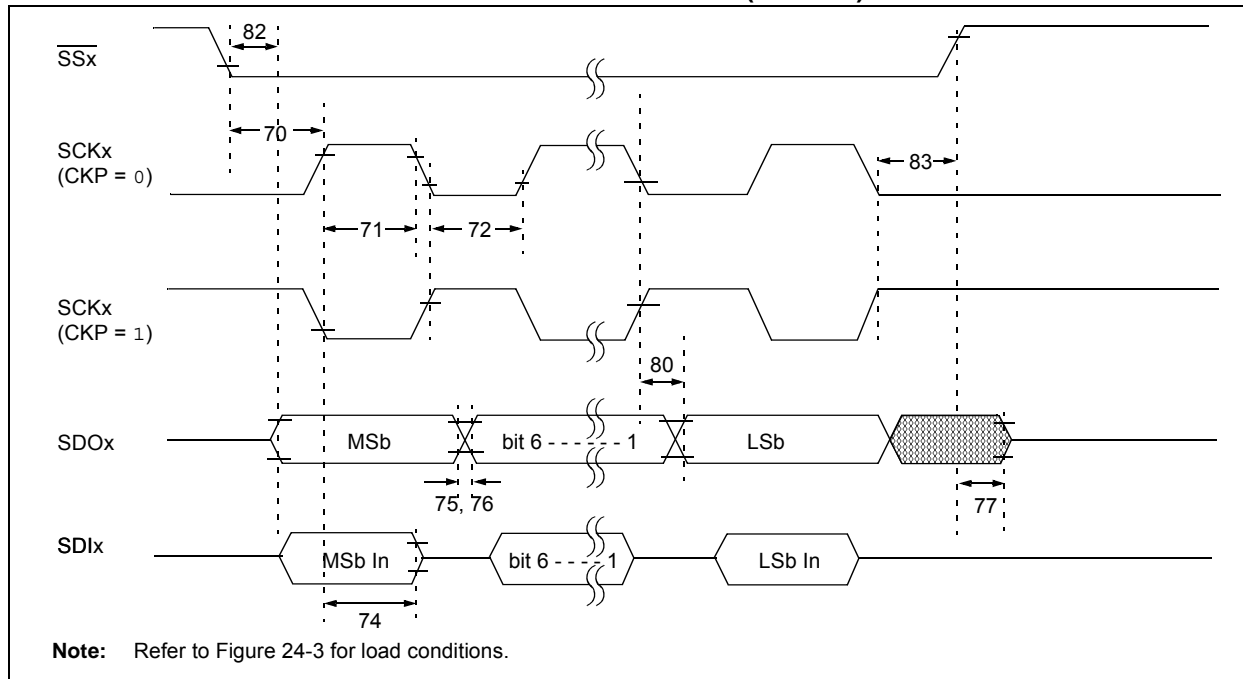 82
SSx
70
SCKx
(CKP = 0)
83
71
72
SCKx
(CKP = 1)
80
SDOx
MSb
bit 6 - - - - - - 1
LSb
75, 76
77
SDIx
MSb In
bit 6 - - - - 1
LSb In
74
Note: Refer to Figure 24-3 for load conditions.